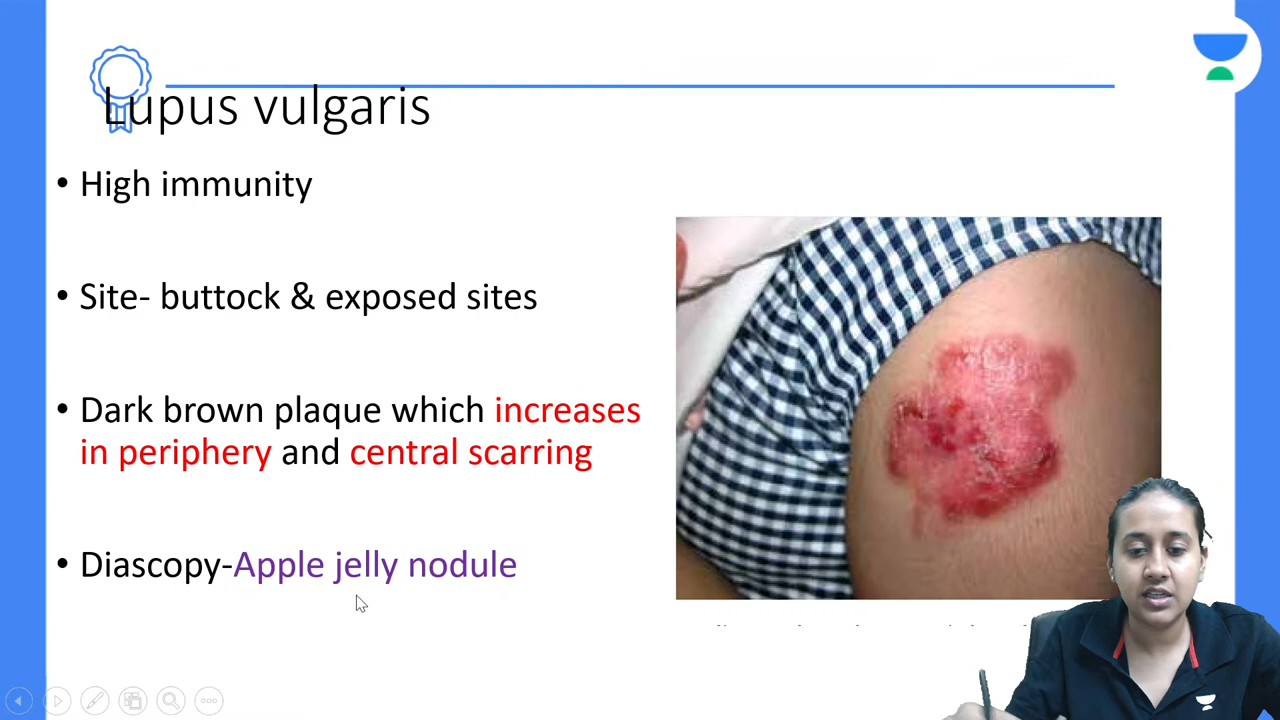 Lupus vulgaris
• High immunity
• Site- buttock & exposed sites
• Dark brown plaque which increases
in periphery and central scarring
• Diascopy-Apple jelly nodule